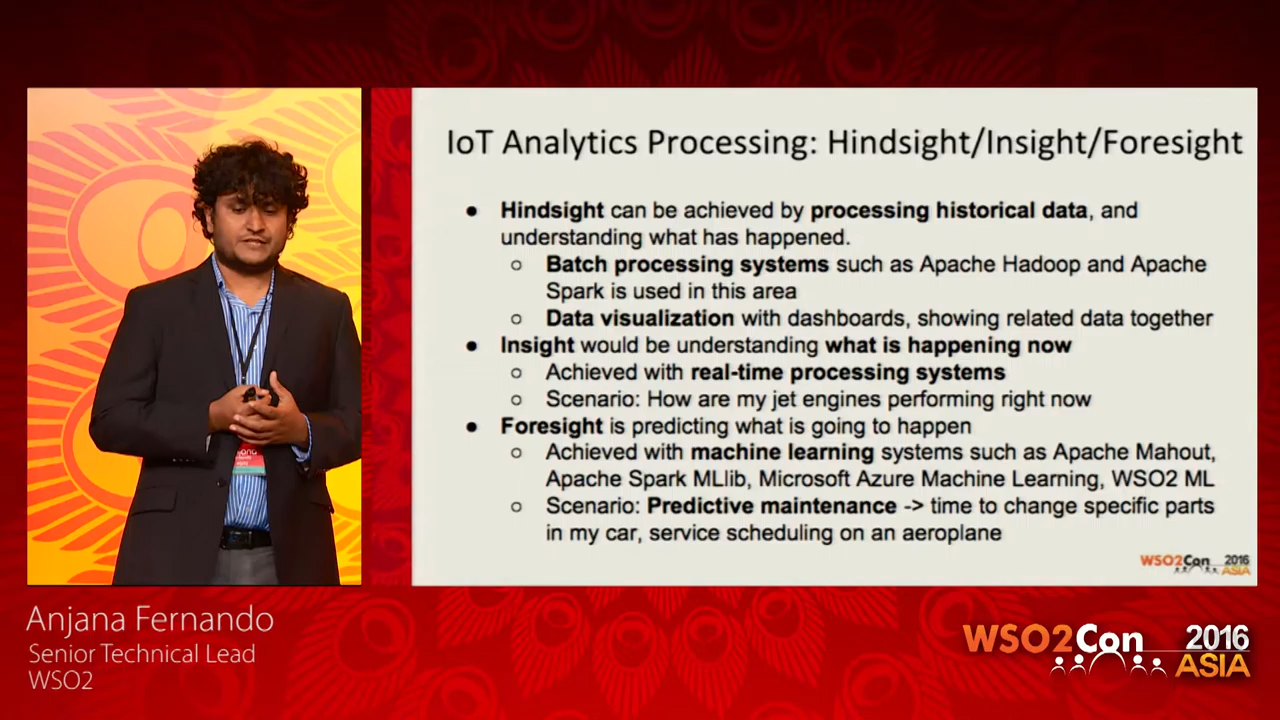 IoT Analytics Processing: Hindsight/Insight/Foresight
● Hindsight can be achieved by processing historical data, and
understanding what has happened.
○ Batch processing systems such as Apache Hadoop and Apache
Spark is used in this area
○ Data visualization with dashboards, showing related data together
● Insight would be understanding what is happening now
○ Achieved with real-time processing systems
○ Scenario: How are my jet engines performing right now
● Foresight is predicting what is going to happen
○ Achieved with machine learning systems such as Apache Mahout,
Apache Spark MLlib, Microsoft Azure Machine Learning, WSO2 ML
○ Scenario: Predictive maintenance -> time to change specific parts
in my car, service scheduling on an aeroplane
WSO2Con 2016
ASIA
Anjana Fernando
Senior Technical Lead
WSO2
WSO2Con 2016
ASIA